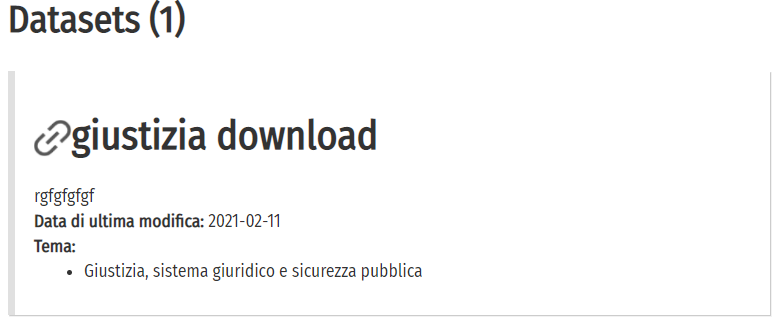 Datasets (1)
giustizia download
rgfgfgfgf
Data di ultima modifica: 2021-02-11
Tema:
• Giustizia, sistema giuridico e sicurezza pubblica